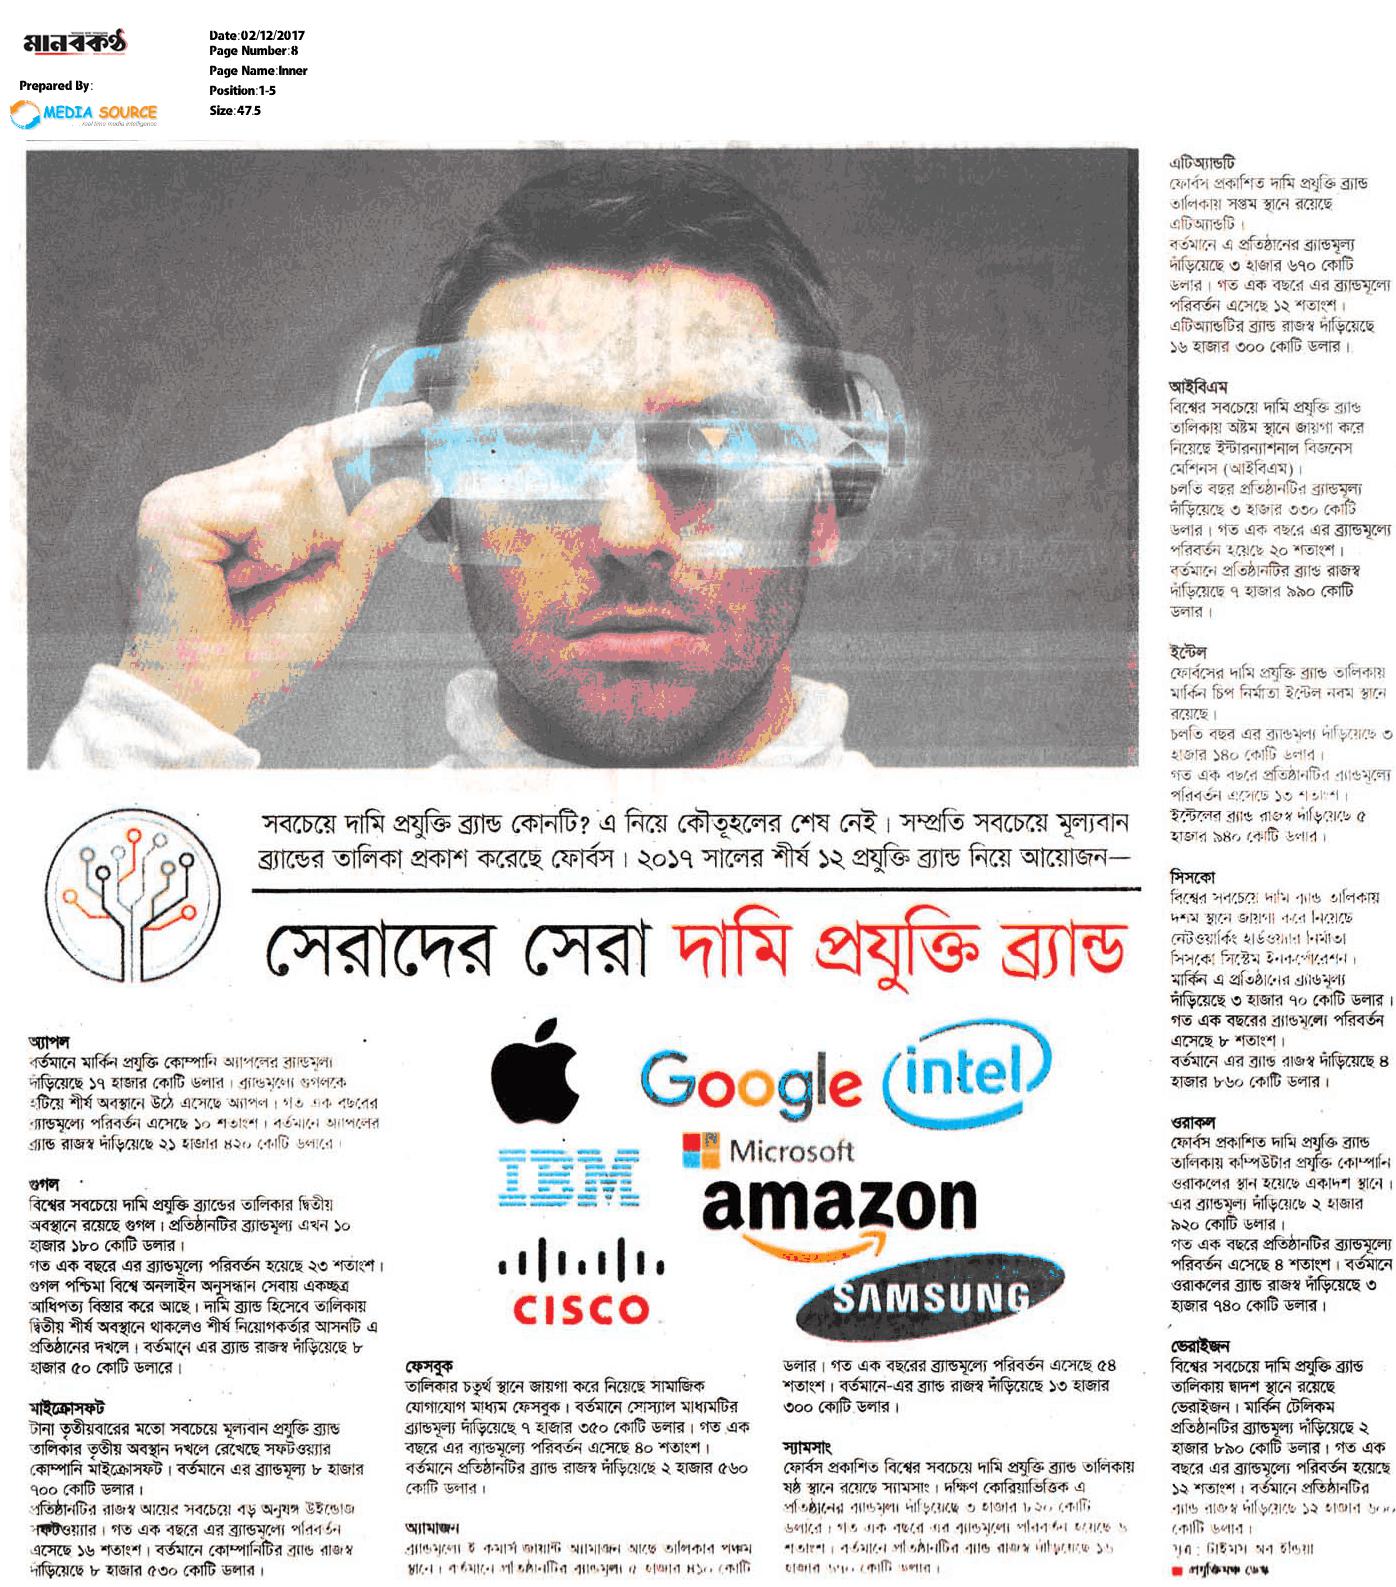 মানবকণ্ঠ
Prepared By:
MEDIA SOURCE
real time media intelligence
Date:02/12/2017
Page Number:8
Page Name:Inner
Position:1-5
Size:47.5
সবচেয়ে দামি প্রযুক্তি ব্র্যান্ড কোনটি? এ নিয়ে কৌতূহলের শেষ নেই। সম্প্রতি সবচেয়ে মূল্যবান
ব্র্যান্ডের তালিকা প্রকাশ করেছে ফোর্বস। ২০১৭ সালের শীর্ষ ১২ প্রযুক্তি ব্র্যান্ড নিয়ে আয়োজন—
সেরাদের সেরা দামি প্রযুক্তি ব্র্যান্ড
অ্যাপল
বর্তমানে মার্কিন প্রযুক্তি কোম্পানি অ্যাপলের ব্র্যান্ডমূল্য
দাঁড়িয়েছে ১৭ হাজার কোটি ডলার। ব্র্যান্ডমূল্যে গুগলকে
হটিয়ে শীর্ষ অবস্থানে উঠে এসেছে অ্যাপল। গত এক বছরের
ব্র্যান্ডমূল্যে পরিবর্তন এসেছে ১০ শতাংশ। বর্তমানে অ্যাপলের
ব্র্যান্ড রাজস্ব দাঁড়িয়েছে ২১ হাজার ৪২০ কোটি ডলারে।
গুগল
বিশ্বের সবচেয়ে দামি প্রযুক্তি ব্র্যান্ডের তালিকার দ্বিতীয়
অবস্থানে রয়েছে গুগল। প্রতিষ্ঠানটির ব্র্যান্ডমূল্য এখন ১০
হাজার ১৮০ কোটি ডলার।
গত এক বছরে এর ব্র্যান্ডমূল্যে পরিবর্তন হয়েছে ২৩ শতাংশ।
গুগল পশ্চিমা বিশ্বে অনলাইন অনুসন্ধান সেবায় একচ্ছত্র
আধিপত্য বিস্তার করে আছে। দামি ব্র্যান্ড হিসেবে তালিকায়
দ্বিতীয় শীর্ষ অবস্থানে থাকলেও শীর্ষ নিয়োগকর্তার আসনটি এ
প্রতিষ্ঠানের দখলে। বর্তমানে এর ব্র্যান্ড রাজস্ব দাঁড়িয়েছে ৮
হাজার ৫০ কোটি ডলারে।
মাইক্রোসফট
টানা তৃতীয়বারের মতো সবচেয়ে মূল্যবান প্রযুক্তি ব্র্যান্ড
তালিকার তৃতীয় অবস্থান দখলে রেখেছে সফটওয়্যার
কোম্পানি মাইক্রোসফট। বর্তমানে এর ব্র্যান্ডমূল্য ৮ হাজার
৭০০ কোটি ডলার।
প্রতিষ্ঠানটির রাজস্ব আয়ের সবচেয়ে বড় অনুষঙ্গ উইন্ডোজ
সফটওয়্যার। গত এক বছরে এর ব্র্যান্ডমূল্যে পরিবর্তন
এসেছে ১৬ শতাংশ। বর্তমানে কোম্পানিটির ব্র্যান্ড রাজস্ব
দাঁড়িয়েছে ৮ হাজার ৫৩০ কোটি ডলার।
Google
intel
IBM
Microsoft
amazon
CISCO
SAMSUNG
ফেসবুক
তালিকার চতুর্থ স্থানে জায়গা করে নিয়েছে সামাজিক
যোগাযোগ মাধ্যম ফেসবুক। বর্তমানে সোস্যাল মাধ্যমটির
ব্র্যান্ডমূল্য দাঁড়িয়েছে ৭ হাজার ৩৫০ কোটি ডলার। গত এক
বছরে এর ব্যান্ডমূল্যে পরিবর্তন এসেছে ৪০ শতাংশ।
বর্তমানে প্রতিষ্ঠানটির ব্র্যান্ড রাজস্ব দাঁড়িয়েছে ২ হাজার ৫৬০
কোটি ডলার।
অ্যামাজন
ব্র্যান্ডমূল্যে ই কমার্স জায়ান্ট অ্যামাজন আছে তালিকার পঞ্চম
স্থানে। বর্তমানে প্রতিষ্ঠানটির ব্র্যান্ডমূল্য ৫ হাজার ৪১০ কোটি
ডলার। গত এক বছরের ব্র্যান্ডমূল্যে পরিবর্তন এসেছে ৫৪
শতাংশ। বর্তমানে-এর ব্র্যান্ড রাজস্ব দাঁড়িয়েছে ১৩ হাজার
৩০০ কোটি ডলার।
স্যামসাং
ফোর্বস প্রকাশিত বিশ্বের সবচেয়ে দামি প্রযুক্তি ব্র্যান্ড তালিকায়
ষষ্ঠ স্থানে রয়েছে স্যামসাং। দক্ষিণ কোরিয়াভিত্তিক এ
প্রতিষ্ঠানের ব্র্যান্ডমূল্য দাঁড়িয়েছে ৩ হাজার ৮২০ কোটি
ডলারে। গত এক বছরে এর ব্র্যান্ডমূল্যে পরিবর্তন হয়েছে ৬
শতাংশ। বর্তমানে প্রতিষ্ঠানটির ব্র্যান্ড রাজস্ব দাঁড়িয়েছে ১৬
হাজার কোটি ডলার।
এটিঅ্যান্ডটি
ফোর্বস প্রকাশিত দামি প্রযুক্তি ব্র্যান্ড
তালিকায় সপ্তম স্থানে রয়েছে
এটিঅ্যান্ডটি।
বর্তমানে এ প্রতিষ্ঠানের ব্র্যান্ডমূল্য
দাঁড়িয়েছে ৩ হাজার ৬৭০ কোটি
ডলার। গত এক বছরে এর ব্র্যান্ডমূল্যে
পরিবর্তন এসেছে ১২ শতাংশ।
এটিঅ্যান্ডটির ব্র্যান্ড রাজস্ব দাঁড়িয়েছে
১৬ হাজার ৩০০ কোটি ডলার।
আইবিএম
বিশ্বের সবচেয়ে দামি প্রযুক্তি ব্র্যান্ড
তালিকায় অষ্টম স্থানে জায়গা করে
নিয়েছে ইন্টারন্যাশনাল বিজনেস
মেশিনস (আইবিএম)।
চলতি বছর প্রতিষ্ঠানটির ব্র্যান্ডমূল্য
দাঁড়িয়েছে ৩ হাজার ৩৩০ কোটি
ডলার। গত এক বছরে এর ব্র্যান্ডমূল্যে
পরিবর্তন হয়েছে ২০ শতাংশ।
বর্তমানে প্রতিষ্ঠানটির ব্র্যান্ড রাজস্ব
দাঁড়িয়েছে ৭ হাজার ৯৯০ কোটি
ডলার।
ইন্টেল
ফোর্বসের দামি প্রযুক্তি ব্র্যান্ড তালিকায়
মার্কিন চিপ নির্মাতা ইন্টেল নবম স্থানে
রয়েছে।
চলতি বছর এর ব্র্যান্ডমূল্য দাঁড়িয়েছে ৩
হাজার ১৪০ কোটি ডলার।
গত এক বছরে প্রতিষ্ঠানটির ব্র্যান্ডমূল্যে
পরিবর্তন এসেছে ১৩ শতাংশ।
ইন্টেলের ব্র্যান্ড রাজস্ব দাঁড়িয়েছে ৫
হাজার ৯৪০ কোটি ডলার।
সিসকো
বিশ্বের সবচেয়ে দামি ব্র্যান্ড তালিকায়
দশম স্থানে জায়গা করে নিয়েছে
নেটওয়ার্কিং হার্ডওয়্যার নির্মাতা
সিসকো সিস্টেম ইনকর্পোরেশন।
মার্কিন এ প্রতিষ্ঠানের ব্র্যান্ডমূল্য
দাঁড়িয়েছে ৩ হাজার ৭০ কোটি ডলার।
গত এক বছরের ব্র্যান্ডমূল্যে পরিবর্তন
এসেছে ৮ শতাংশ।
বর্তমানে এর ব্র্যান্ড রাজস্ব দাঁড়িয়েছে ৪
হাজার ৮৬০ কোটি ডলার।
ওরাকল
ফোর্বস প্রকাশিত দামি প্রযুক্তি ব্র্যান্ড
তালিকায় কম্পিউটার প্রযুক্তি কোম্পানি
ওরাকলের স্থান হয়েছে একাদশ স্থানে।
এর ব্র্যান্ডমূল্য দাঁড়িয়েছে ২ হাজার
৯২০ কোটি ডলার।
গত এক বছরে প্রতিষ্ঠানটির ব্র্যান্ডমূল্যে
পরিবর্তন এসেছে ৪ শতাংশ। বর্তমানে
ওরাকলের ব্র্যান্ড রাজস্ব দাঁড়িয়েছে ৩
হাজার ৭৪০ কোটি ডলার।
ভেরাইজন
বিশ্বের সবচেয়ে দামি প্রযুক্তি ব্র্যান্ড
তালিকায় দ্বাদশ স্থানে রয়েছে
ভেরাইজন। মার্কিন টেলিকম
প্রতিষ্ঠানটির ব্র্যান্ডমূল্য দাঁড়িয়েছে ২
হাজার ৮৯০ কোটি ডলার। গত এক
বছরে এর ব্র্যান্ডমূল্যে পরিবর্তন হয়েছে
১২ শতাংশ। বর্তমানে প্রতিষ্ঠানটির
ব্র্যান্ড রাজস্ব দাঁড়িয়েছে ১২ হাজার ৬০০
কোটি ডলার।
সূত্র : টাইমস অব ইন্ডিয়া
প্রযুক্তিমঞ্চ ডেস্ক